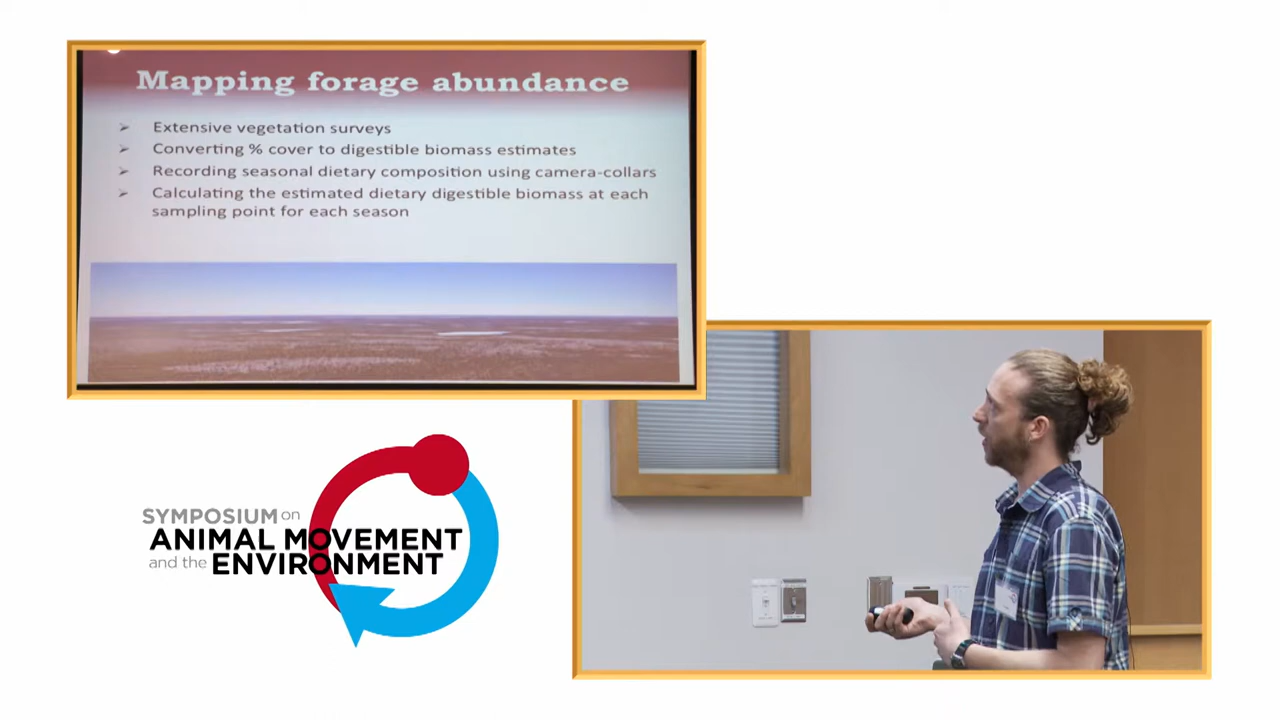 Mapping forage abundance
➢ Extensive vegetation surveys
➢ Converting % cover to digestible biomass estimates
➢ Recording seasonal dietary composition using camera-collars
➢ Calculating the estimated dietary digestible biomass at each
sampling point for each season
SYMPOSIUM on
ANIMAL MOVEMENT
and the ENVIRONMENT